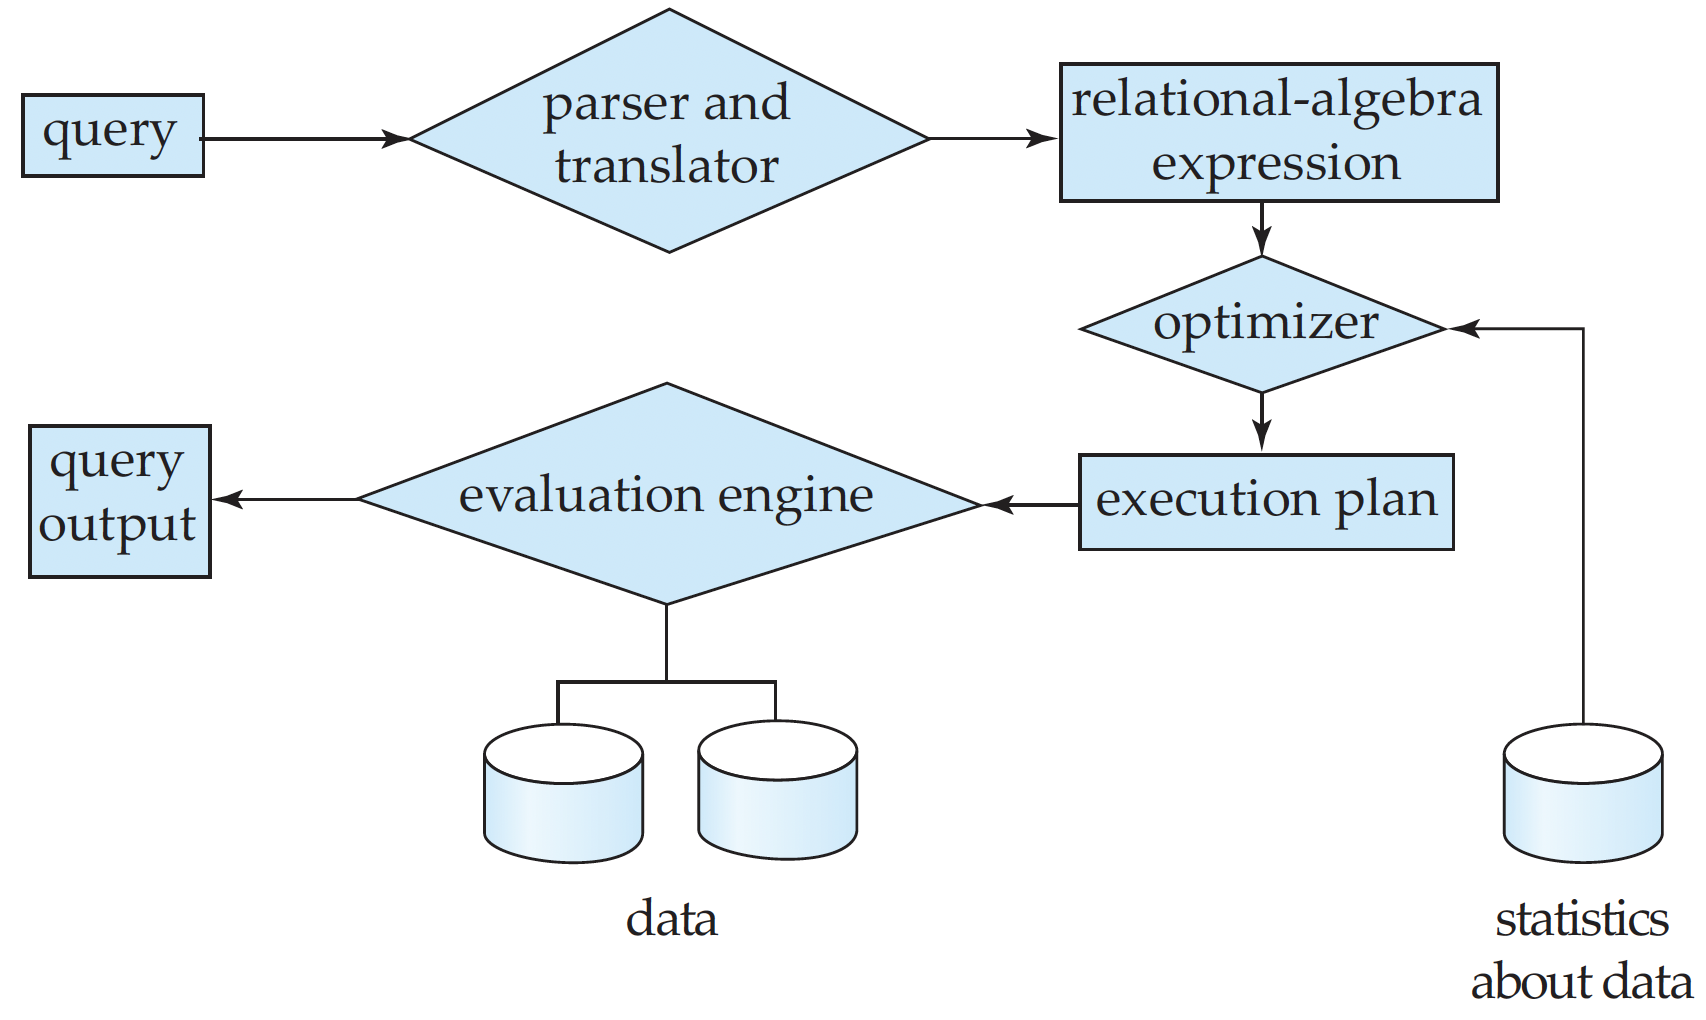 query
parser and
translator
relational-algebra
expression
optimizer
execution plan
evaluation engine
query
output
data
statistics
about data